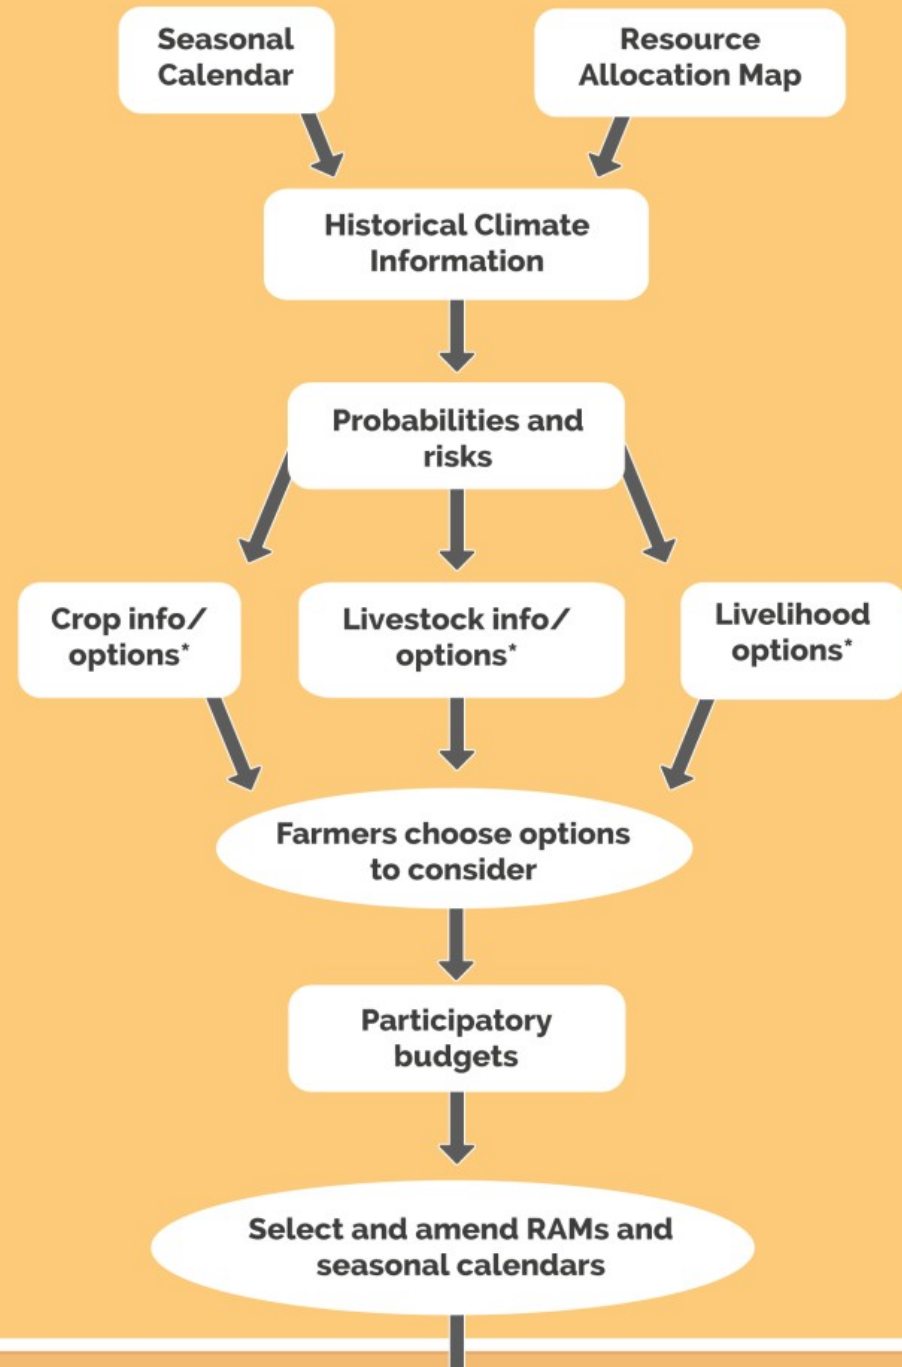 Seasonal
Calendar
Resource
Allocation Map
Historical Climate
Information
Probabilities and
risks
Crop info/
options*
Livestock info/
options*
Livelihood
options*
Farmers choose options
to consider
Participatory
budgets
Select and amend RAMs and
seasonal calendars